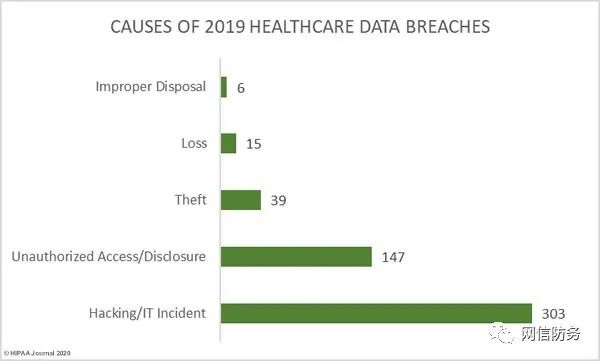 CAUSES OF 2019 HEALTHCARE DATA BREACHES
Improper Disposal 6
Loss 15
Theft 39
Unauthorized Access/Disclosure 147
Hacking/IT Incident 303
网信防务
© HIPAA Journal 2020